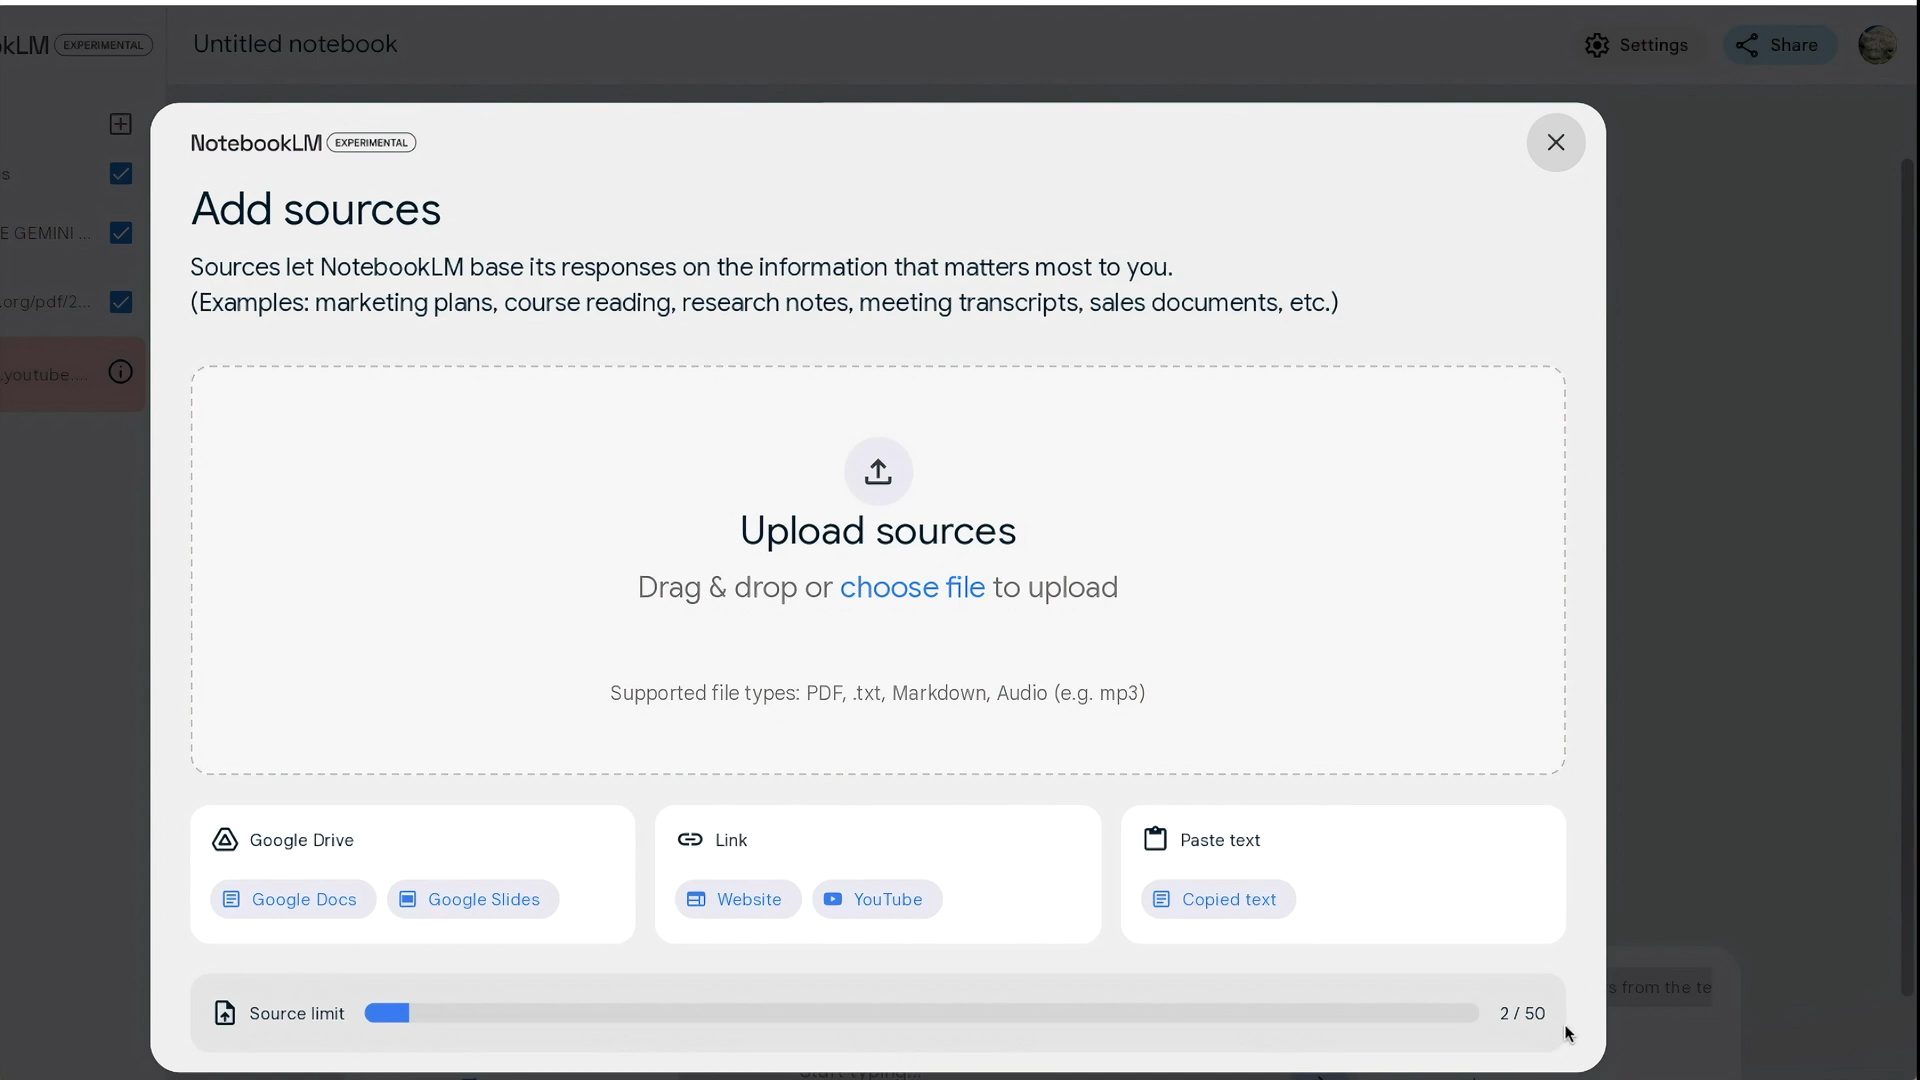 kLM EXPERIMENTAL
Untitled notebook
Settings
Share
s
E GEMINI ...
.org/pdf/2...
.youtube....
NotebookLM EXPERIMENTAL
Add sources
Sources let NotebookLM base its responses on the information that matters most to you.
(Examples: marketing plans, course reading, research notes, meeting transcripts, sales documents, etc.)
Upload sources
Drag & drop or choose file to upload
Supported file types: PDF, .txt, Markdown, Audio (e.g. mp3)
Google Drive
Google Docs
Google Slides
Link
Website
YouTube
Paste text
Copied text
Source limit
2 / 50
s from the te